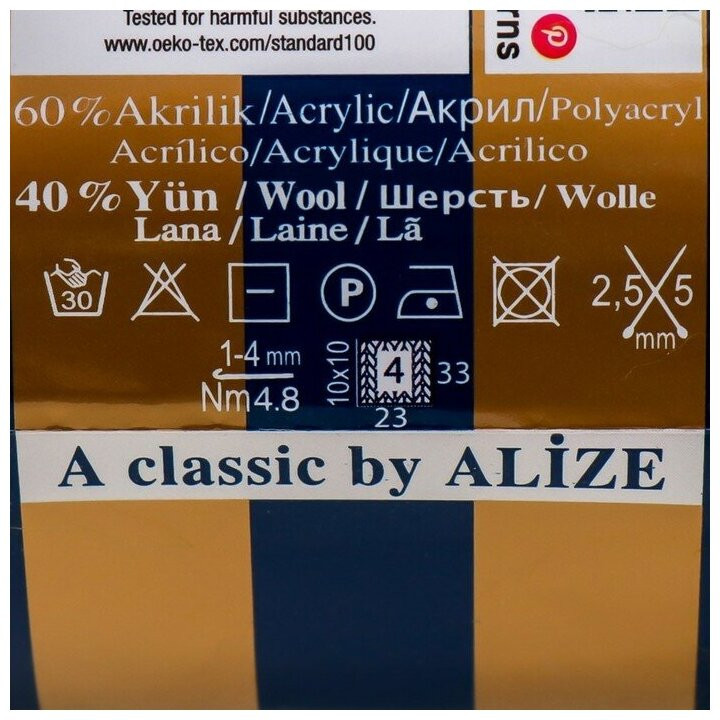 Tested for harmful substances.
www.oeko-tex.com/standard100
rns
60%Akrilik/Acrylic/Акрил/Polyacryl
Acrílico/Acrylique/Acrilico
40%Yün / Wool / Шерсть / Wolle
Lana / Laine / Lã
30
P
2,5 5
mm
1-4 mm
Nm4.8
10x10
4
33
23
A classic by ALİZE